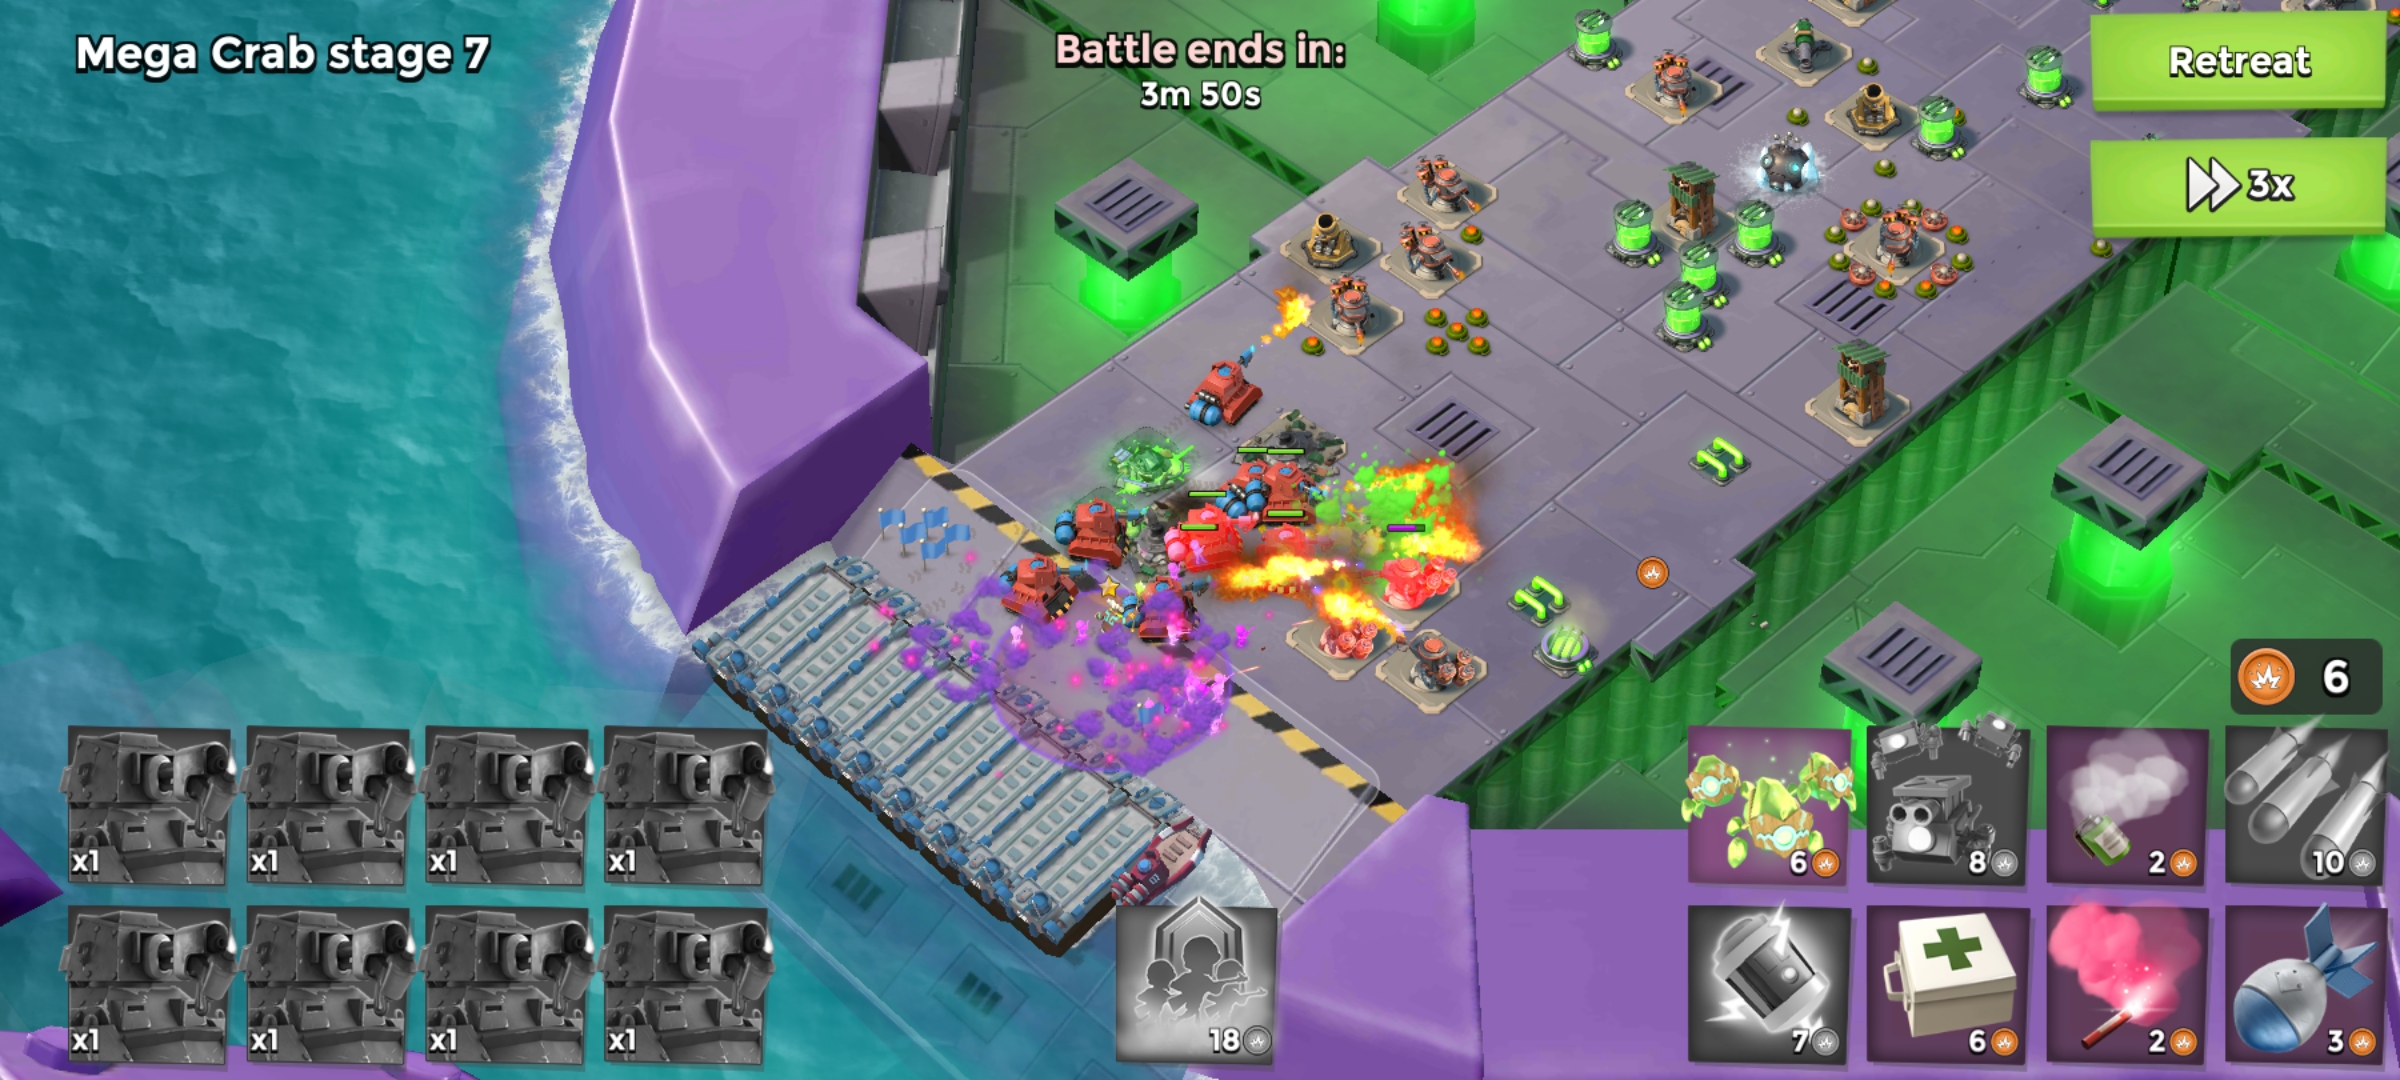 Mega Crab stage 7
Battle ends in:
3m 50s
Retreat
3x
6
x1
x1
x1
x1
6
8
2
10
x1
x1
x1
x1
18
7
6
2
3